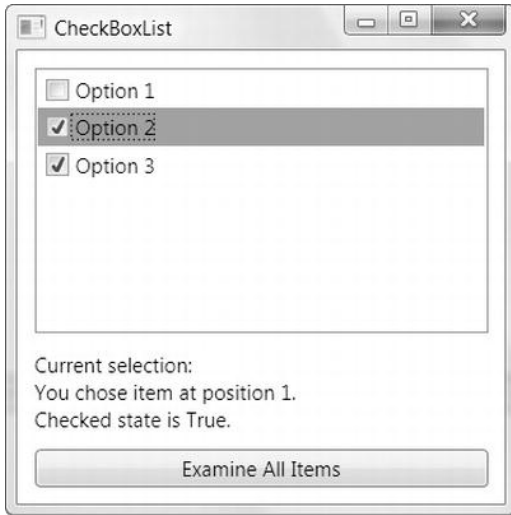 CheckBoxList
Option 1
Option 2
Option 3
Current selection:
You chose item at position 1.
Checked state is True.
Examine All Items